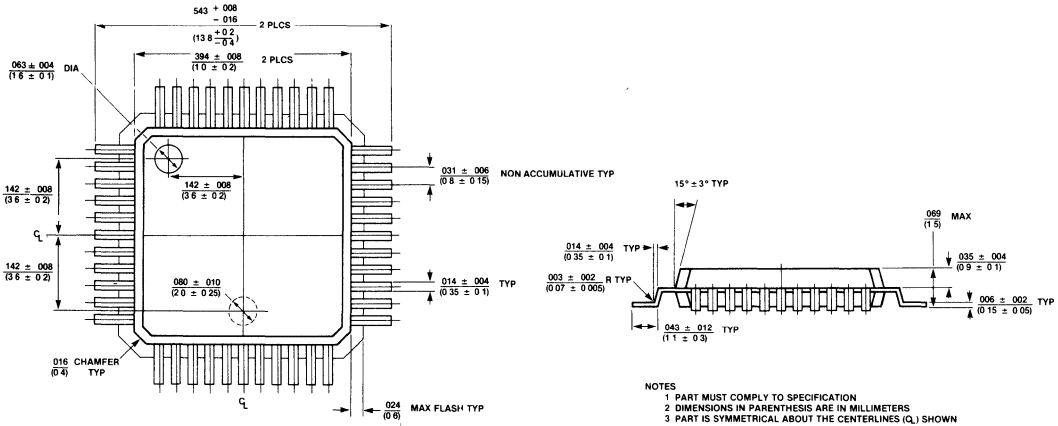 543 + 008
- 016
2 PLCS
(13 8 + 0 2
- 0 4)
394 ± 008
(1 0 ± 0 2)
2 PLCS
063 ± 004
(1 6 ± 0 1)
DIA
142 ± 008
(3 6 ± 0 2)
142 ± 008
(3 6 ± 0 2)
031 ± 006
(0 8 ± 0 15)
NON ACCUMULATIVE TYP
℄
142 ± 008
(3 6 ± 0 2)
080 ± 010
(2 0 ± 0 25)
014 ± 004
(0 35 ± 0 1)
TYP
016
(0 4)
CHAMFER
TYP
℄
024
(0 6)
MAX FLASH TYP
15° ± 3° TYP
069
(1 5)
MAX
014 ± 004
(0 35 ± 0 1)
TYP
035 ± 004
(0 9 ± 0 1)
003 ± 002
(0 07 ± 0 005)
R TYP
006 ± 002
(0 15 ± 0 05)
TYP
043 ± 012
(1 1 ± 0 3)
TYP
NOTES
1 PART MUST COMPLY TO SPECIFICATION
2 DIMENSIONS IN PARENTHESIS ARE IN MILLIMETERS
3 PART IS SYMMETRICAL ABOUT THE CENTERLINES (℄) SHOWN